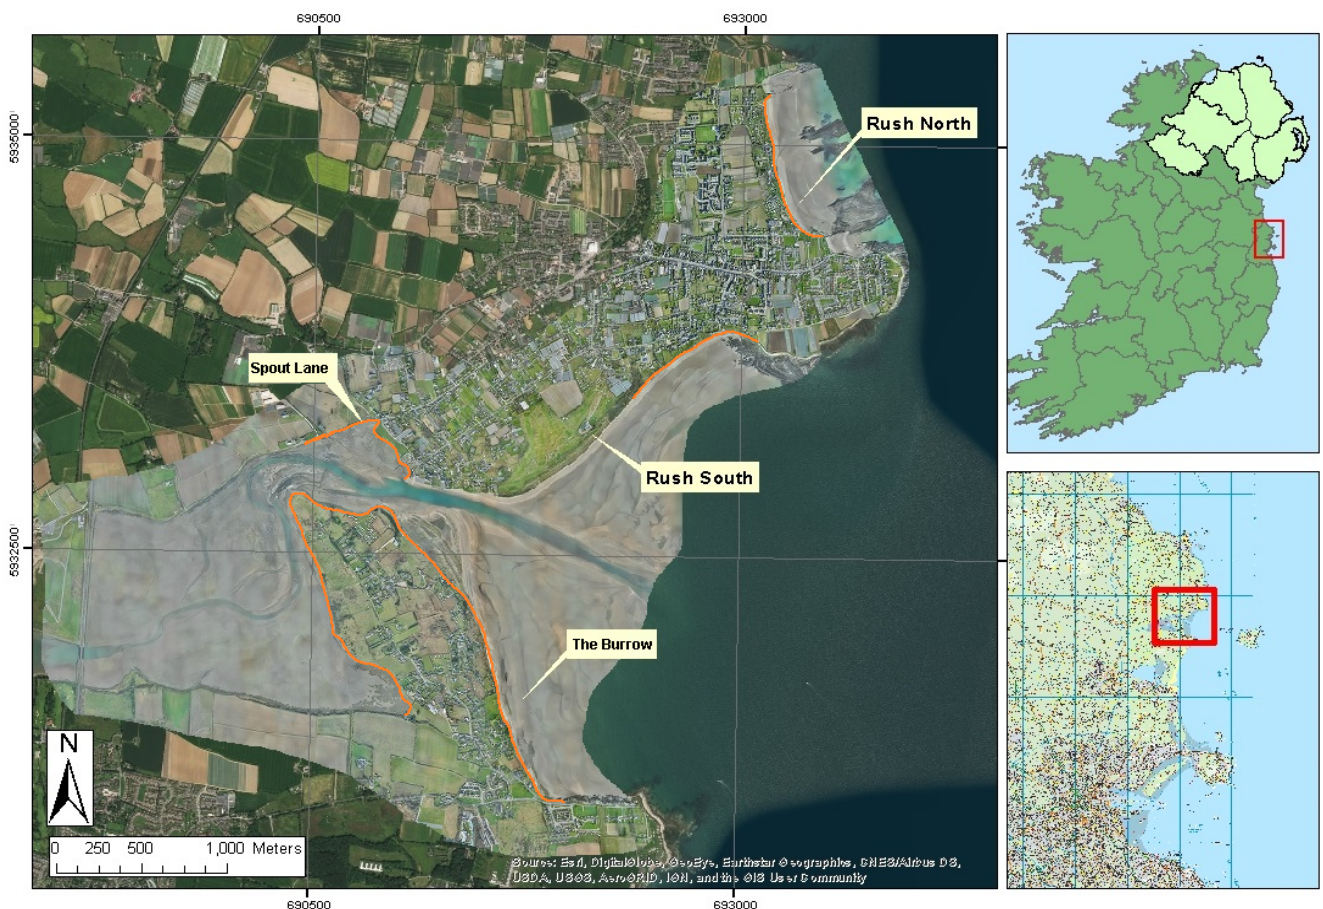 690500
693000
5935000
Rush North
Spout Lane
Rush South
5932500
The Burrow
N
0 250 500 1,000 Meters
Source: Esri, DigitalGlobe, GeoEye, Earthstar Geographics, CNES/Airbus DS,
USDA, USGS, AeroGRID, IGN, and the GIS User Community
690500
693000